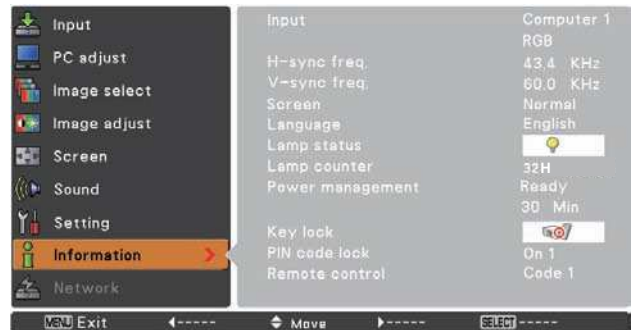 Input
PC adjust
Image select
Image adjust
Screen
Sound
Setting
Information
Network
Input Computer 1
RGB
H-sync freq. 43.4 KHz
V-sync freq. 60.0 KHz
Screen Normal
Language English
Lamp status
Lamp counter 32H
Power management Ready
30 Min
Key lock
PIN code lock On 1
Remote control Code 1
MENU Exit ◄----- Move ►----- SELECT -----